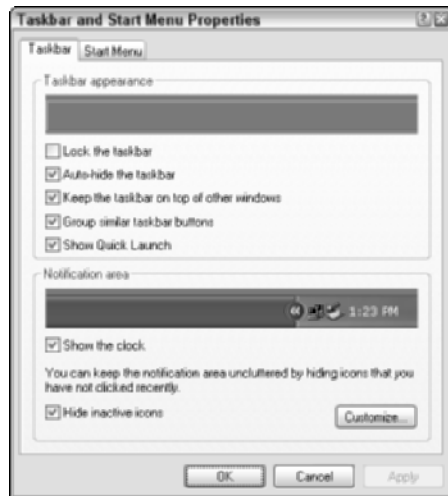 Taskbar and Start Menu Properties
Taskbar
Start Menu
Taskbar appearance
Lock the taskbar
Auto-hide the taskbar
Keep the taskbar on top of other windows
Group similar taskbar buttons
Show Quick Launch
Notification area
1:23 PM
Show the clock
You can keep the notification area uncluttered by hiding icons that you
have not clicked recently.
Hide inactive icons
Customize...
OK
Cancel
Apply